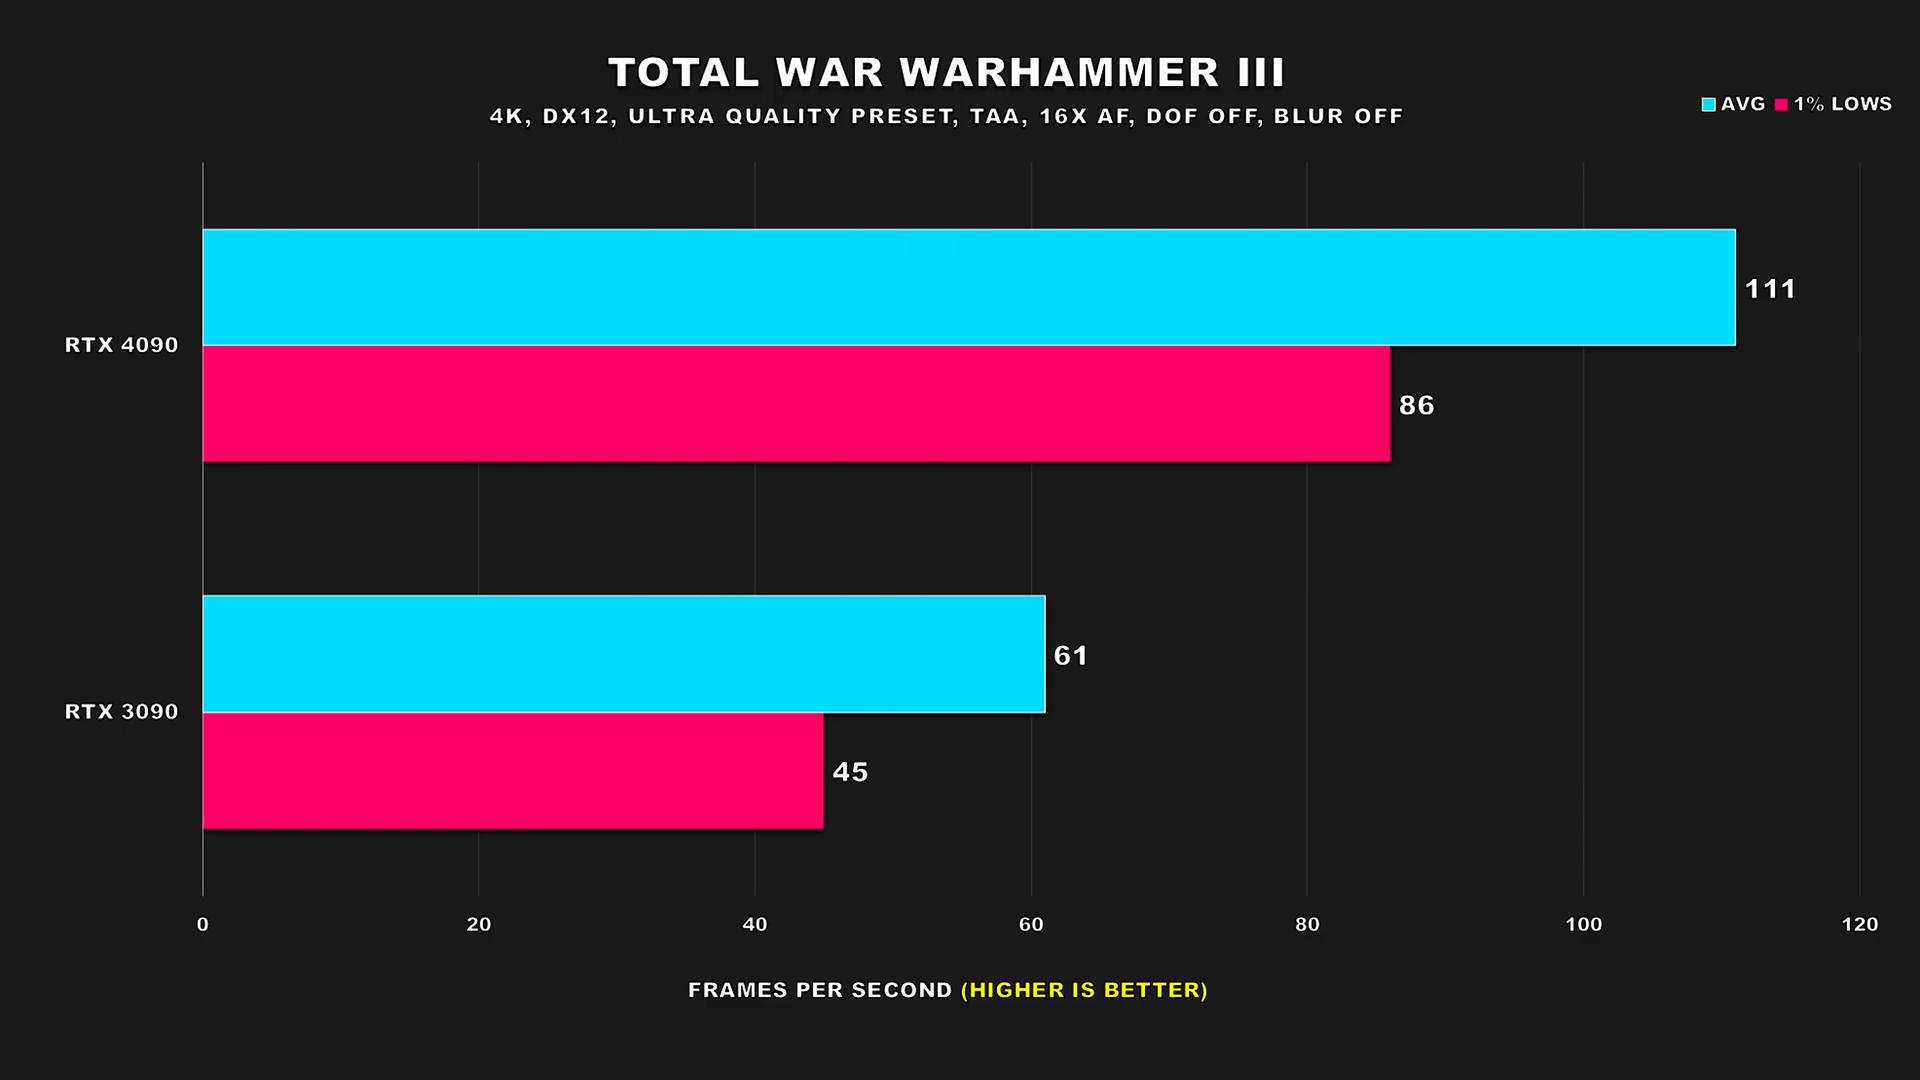 TOTAL WAR WARHAMMER III
4K, DX12, ULTRA QUALITY PRESET, TAA, 16X AF, DOF OFF, BLUR OFF
AVG 1% LOWS
RTX 4090
111
86
RTX 3090
61
45
0 20 40 60 80 100 120
FRAMES PER SECOND (HIGHER IS BETTER)